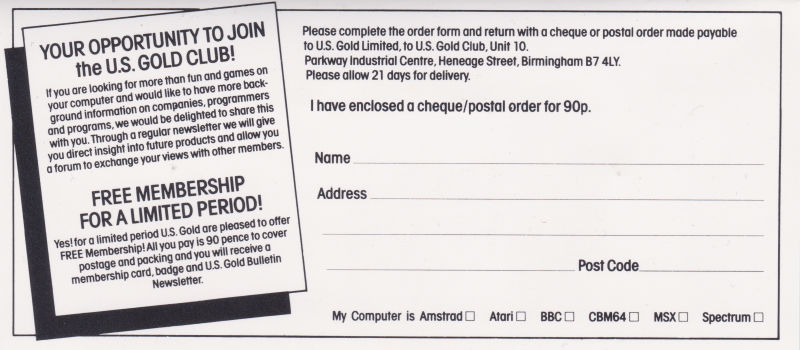 YOUR OPPORTUNITY TO JOIN
the U.S. GOLD CLUB!
If you are looking for more than fun and games on
your computer and would like to have more back-
ground information on companies, programmers
and programs, we would be delighted to share this
with you. Through a regular newsletter we will give
you direct insight into future products and allow you
a forum to exchange your views with other members.
FREE MEMBERSHIP
FOR A LIMITED PERIOD!
Yes! for a limited period U.S. Gold are pleased to offer
FREE Membership! All you pay is 90 pence to cover
postage and packing and you will receive a
membership card, badge and U.S. Gold Bulletin
Newsletter.
Please complete the order form and return with a cheque or postal order made payable
to U.S. Gold Limited, to U.S. Gold Club, Unit 10.
Parkway Industrial Centre, Heneage Street, Birmingham B7 4LY.
Please allow 21 days for delivery.
I have enclosed a cheque/postal order for 90p.
Name
Address
Post Code
My Computer is Amstrad □ Atari □ BBC □ CBM64 □ MSX □ Spectrum □